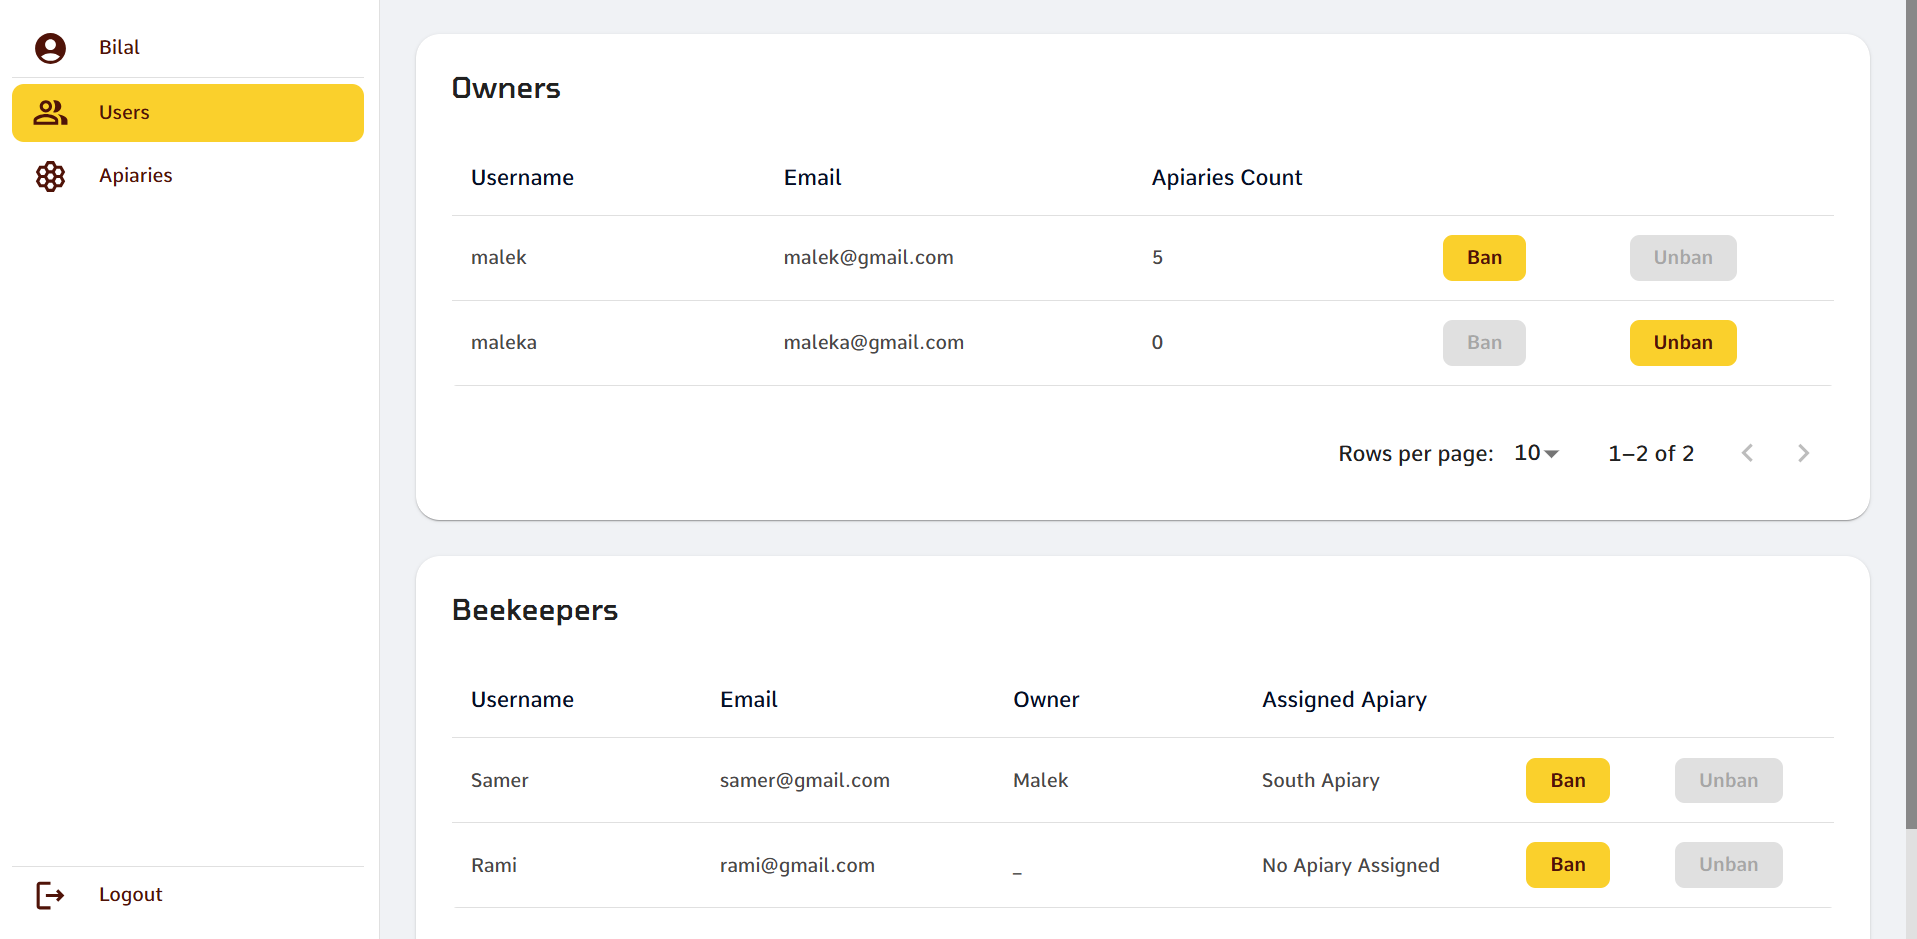 Bilal
Users
Apiaries
Logout
Owners
Username Email Apiaries Count
malek malek@gmail.com 5 Ban Unban
maleka maleka@gmail.com 0 Ban Unban
Rows per page: 10 1–2 of 2
Beekeepers
Username Email Owner Assigned Apiary
Samer samer@gmail.com Malek South Apiary Ban Unban
Rami rami@gmail.com _ No Apiary Assigned Ban Unban